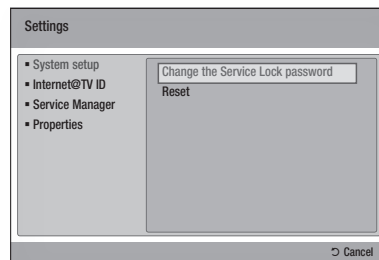 Settings
▪ System setup
▪ Internet@TV ID
▪ Service Manager
▪ Properties
Change the Service Lock password
Reset
⮌ Cancel